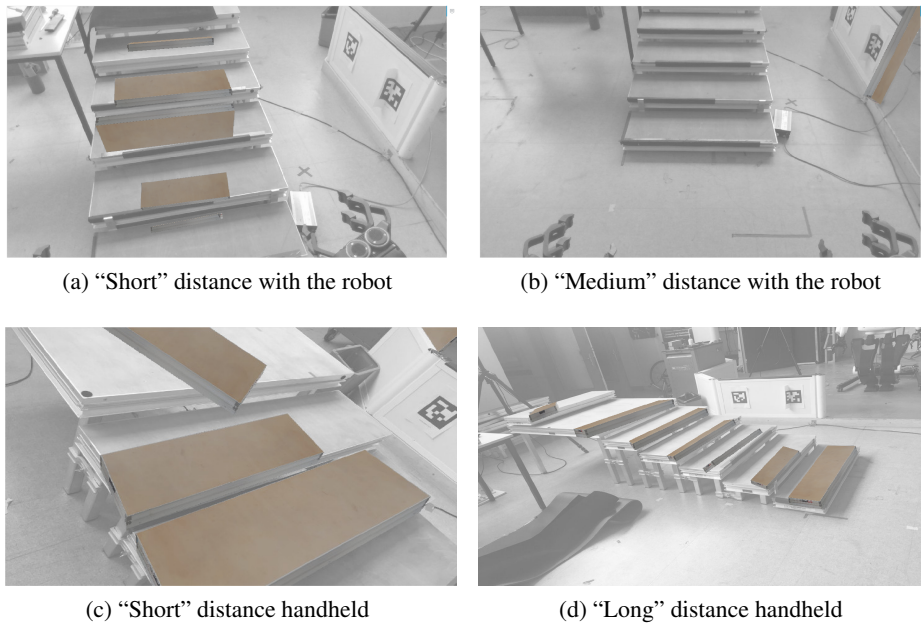 (a) “Short” distance with the robot
(b) “Medium” distance with the robot
(c) “Short” distance handheld
(d) “Long” distance handheld